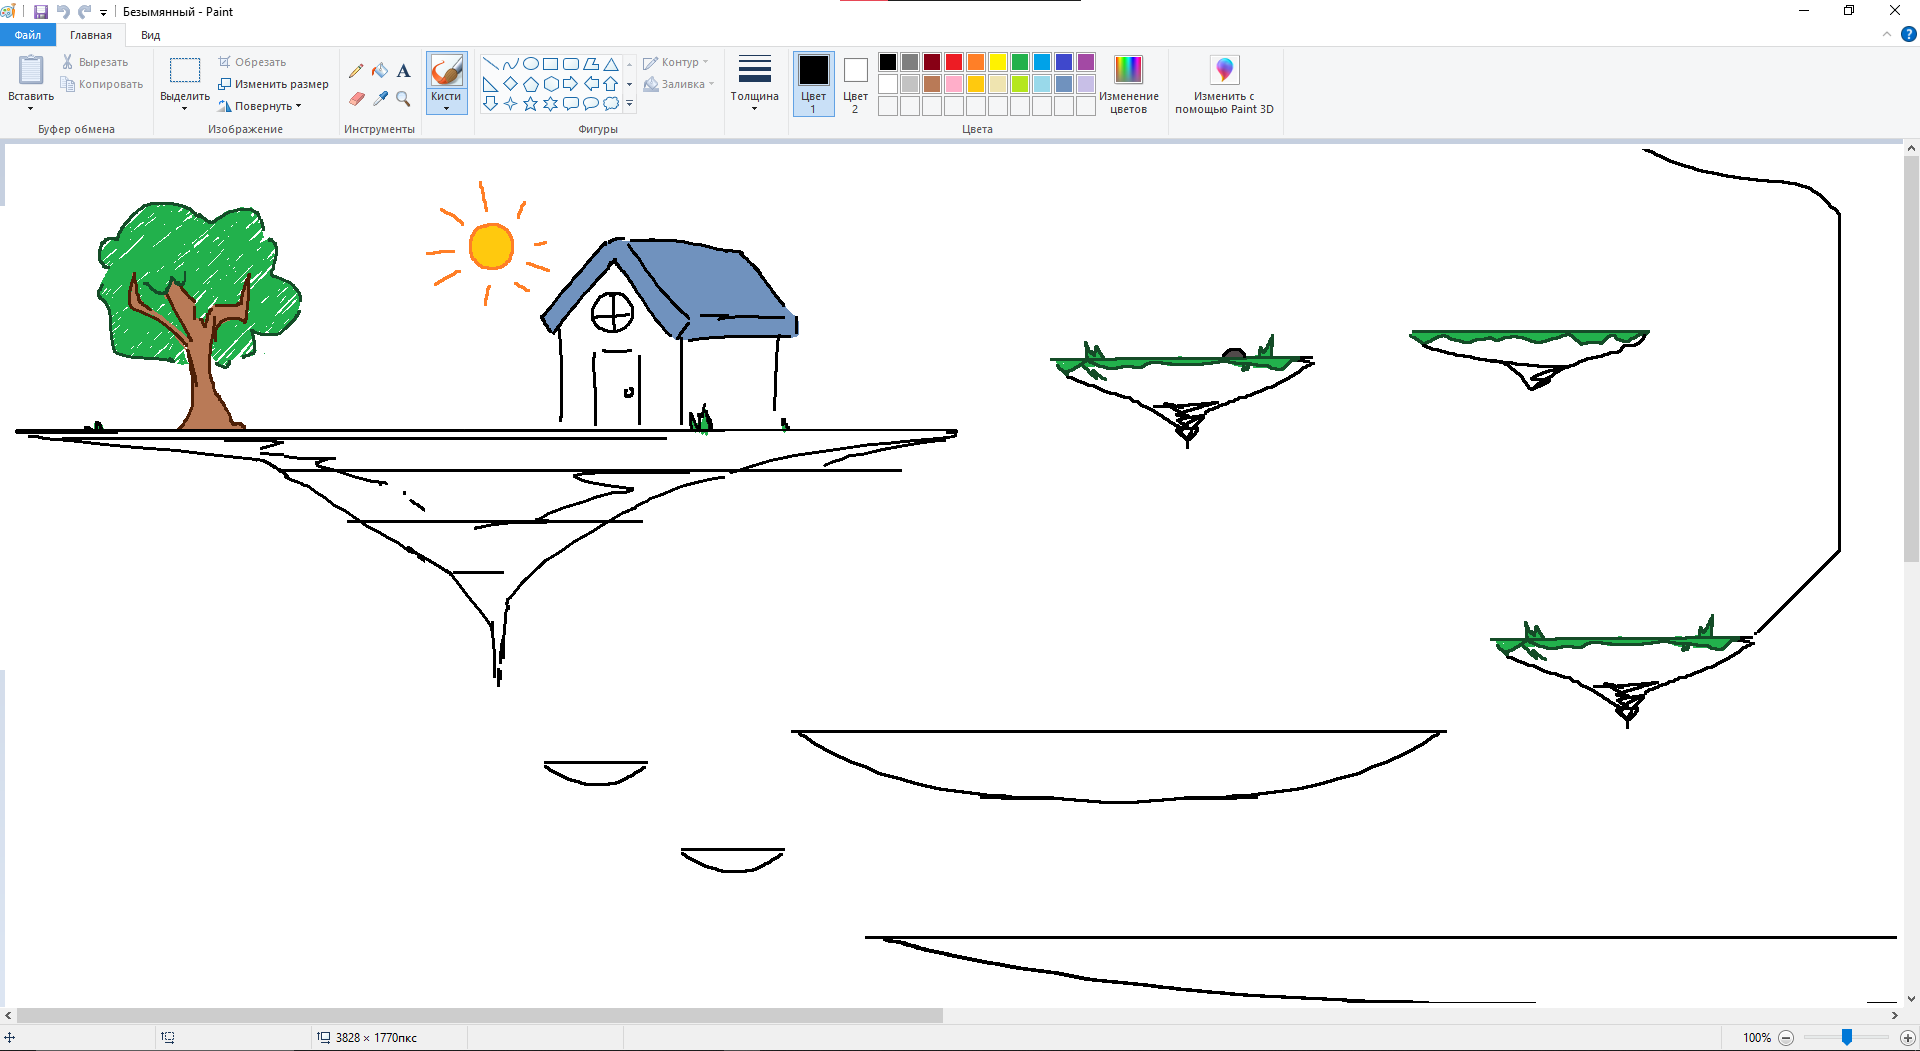 Безымянный - Paint
Файл
Главная
Вид
Вставить
Вырезать
Копировать
Буфер обмена
Выделить
Обрезать
Изменить размер
Повернуть
Изображение
A
Инструменты
Кисти
Контур
Заливка
Фигуры
Толщина
Цвет
1
Цвет
2
Изменение
цветов
Цвета
Изменить с
помощью Paint 3D
3828 × 1770пкс
100%